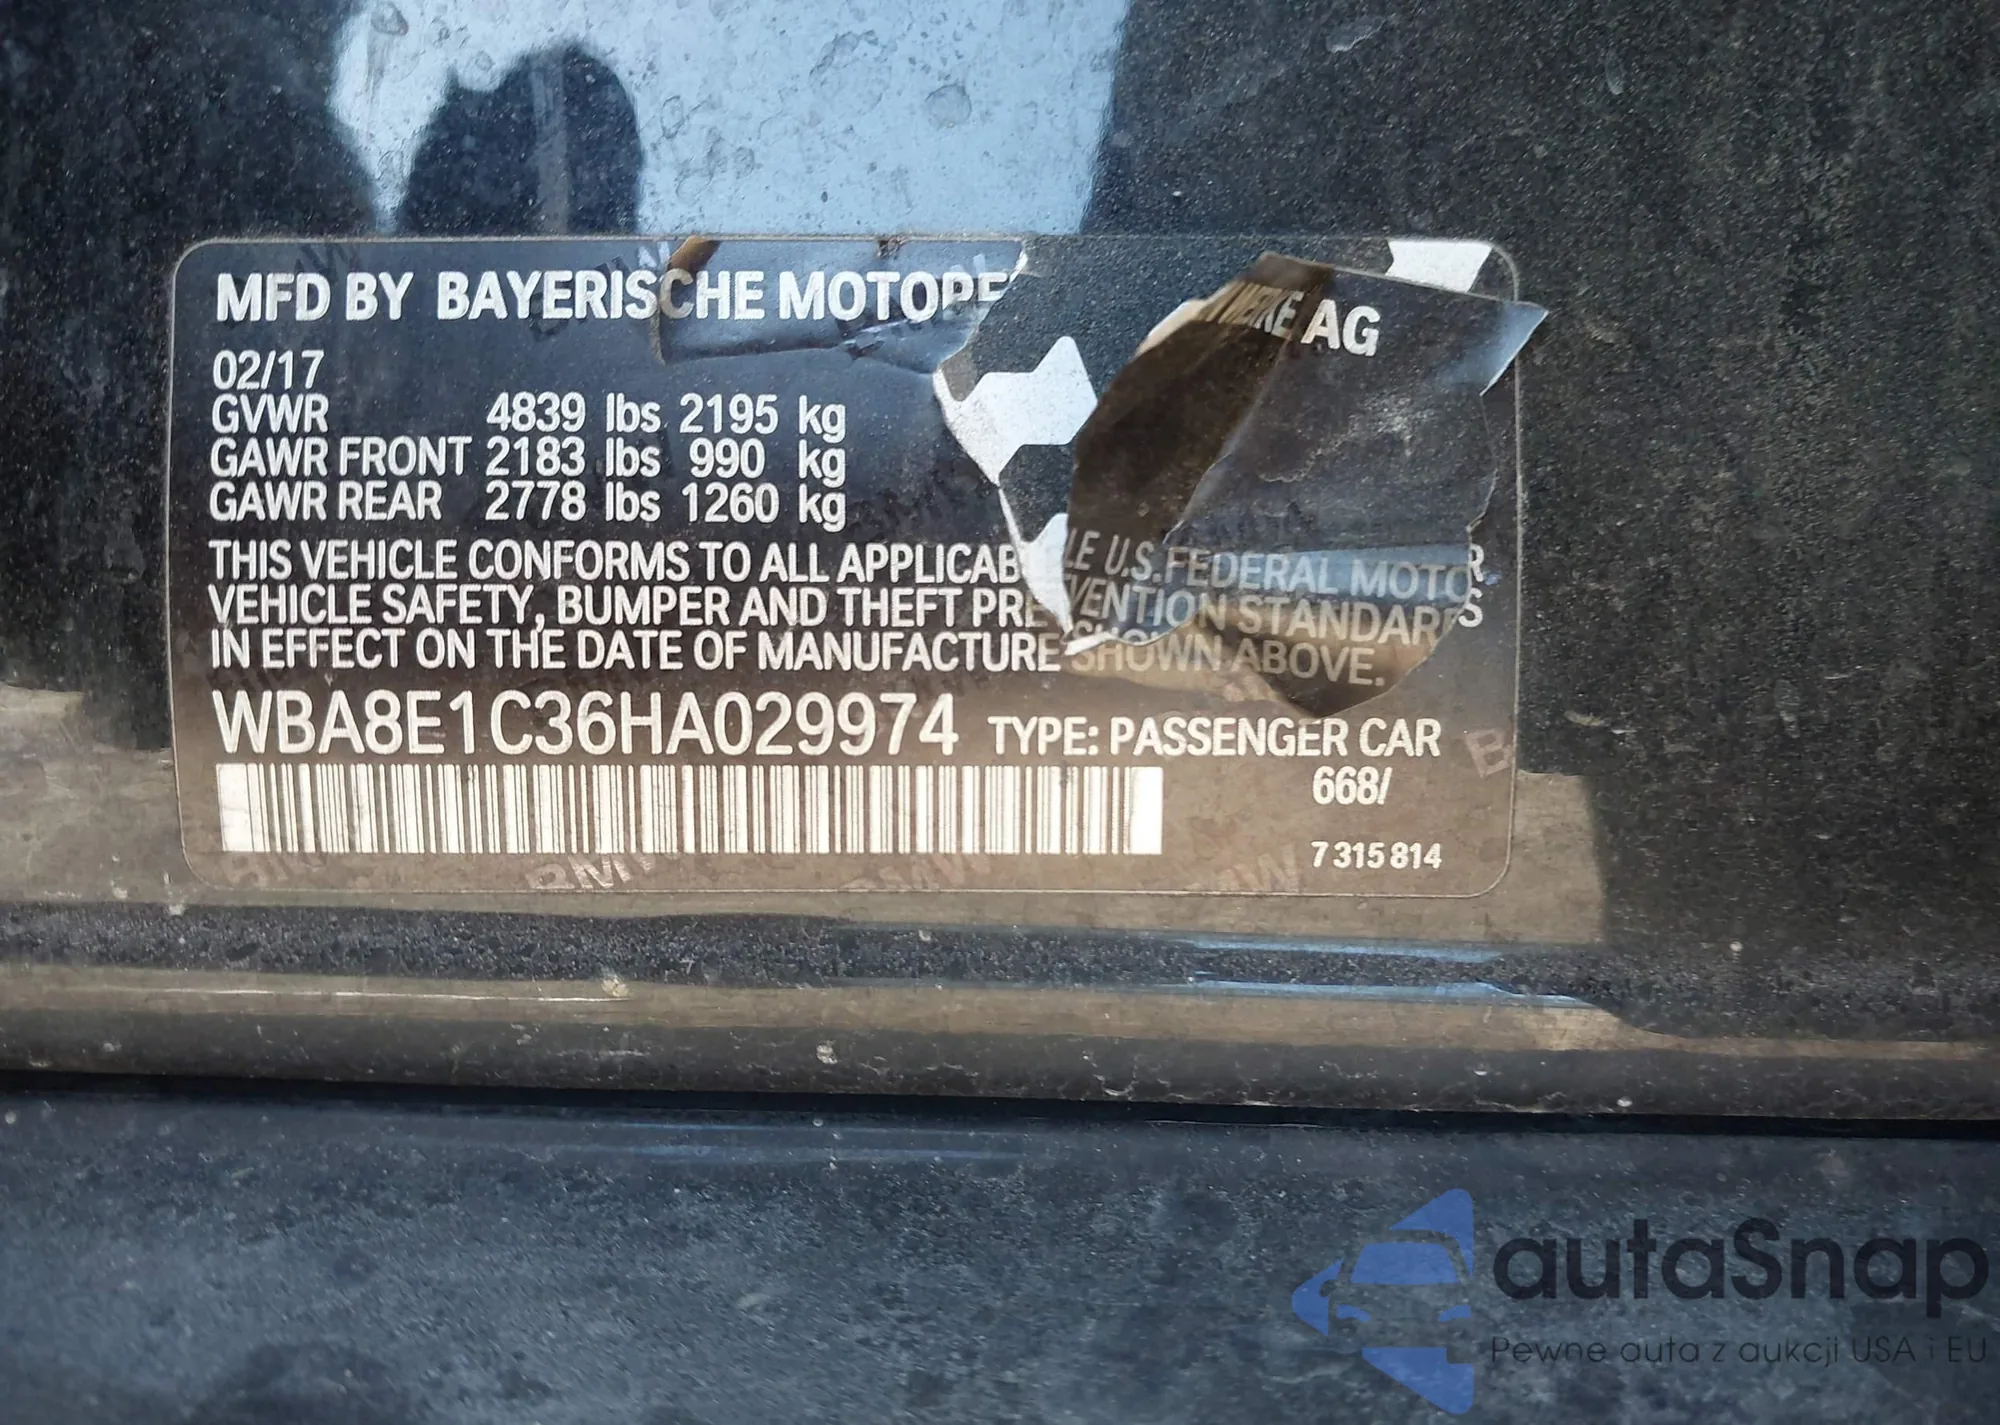 MFD BY BAYERISCHE MOTORE WERKE AG
02/17
GVWR 4839 lbs 2195 kg
GAWR FRONT 2183 lbs 990 kg
GAWR REAR 2778 lbs 1260 kg
THIS VEHICLE CONFORMS TO ALL APPLICABLE U.S. FEDERAL MOTOR
VEHICLE SAFETY, BUMPER AND THEFT PREVENTION STANDARDS
IN EFFECT ON THE DATE OF MANUFACTURE SHOWN ABOVE.
WBA8E1C36HA029974 TYPE: PASSENGER CAR
668/
7 315 814
autaSnap
Pewne auta z aukcji USA i EU